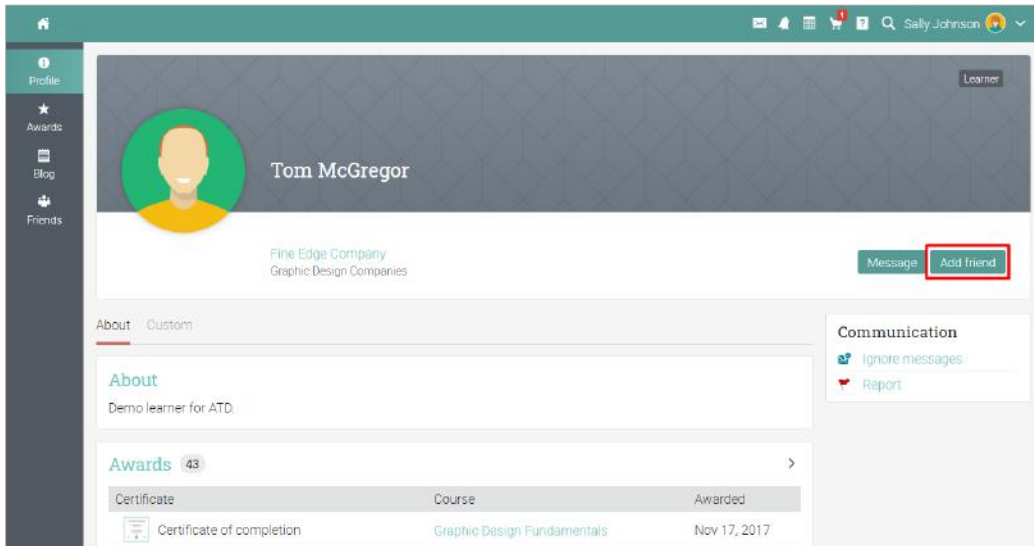 1
Sally Johnson
Profile
Awards
Blog
Friends
Learner
Tom McGregor
Fine Edge Company
Graphic Design Companies
Message
Add friend
About Custom
Communication
Ignore messages
Report
About
Demo learner for ATD.
Awards 43
Certificate Course Awarded
Certificate of completion Graphic Design Fundamentals Nov 17, 2017